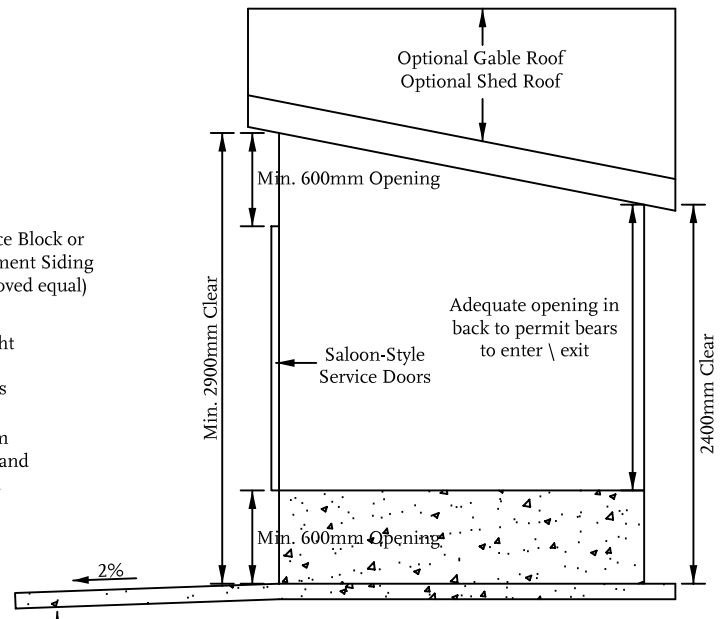 Optional Gable Roof
Optional Shed Roof
Min. 600mm Opening
ce Block or
ment Siding
oved equal)
ht
s
m
and
Min. 2900mm Clear
Saloon-Style
Service Doors
Adequate opening in
back to permit bears
to enter \ exit
2400mm Clear
Min. 600mm Opening
2%